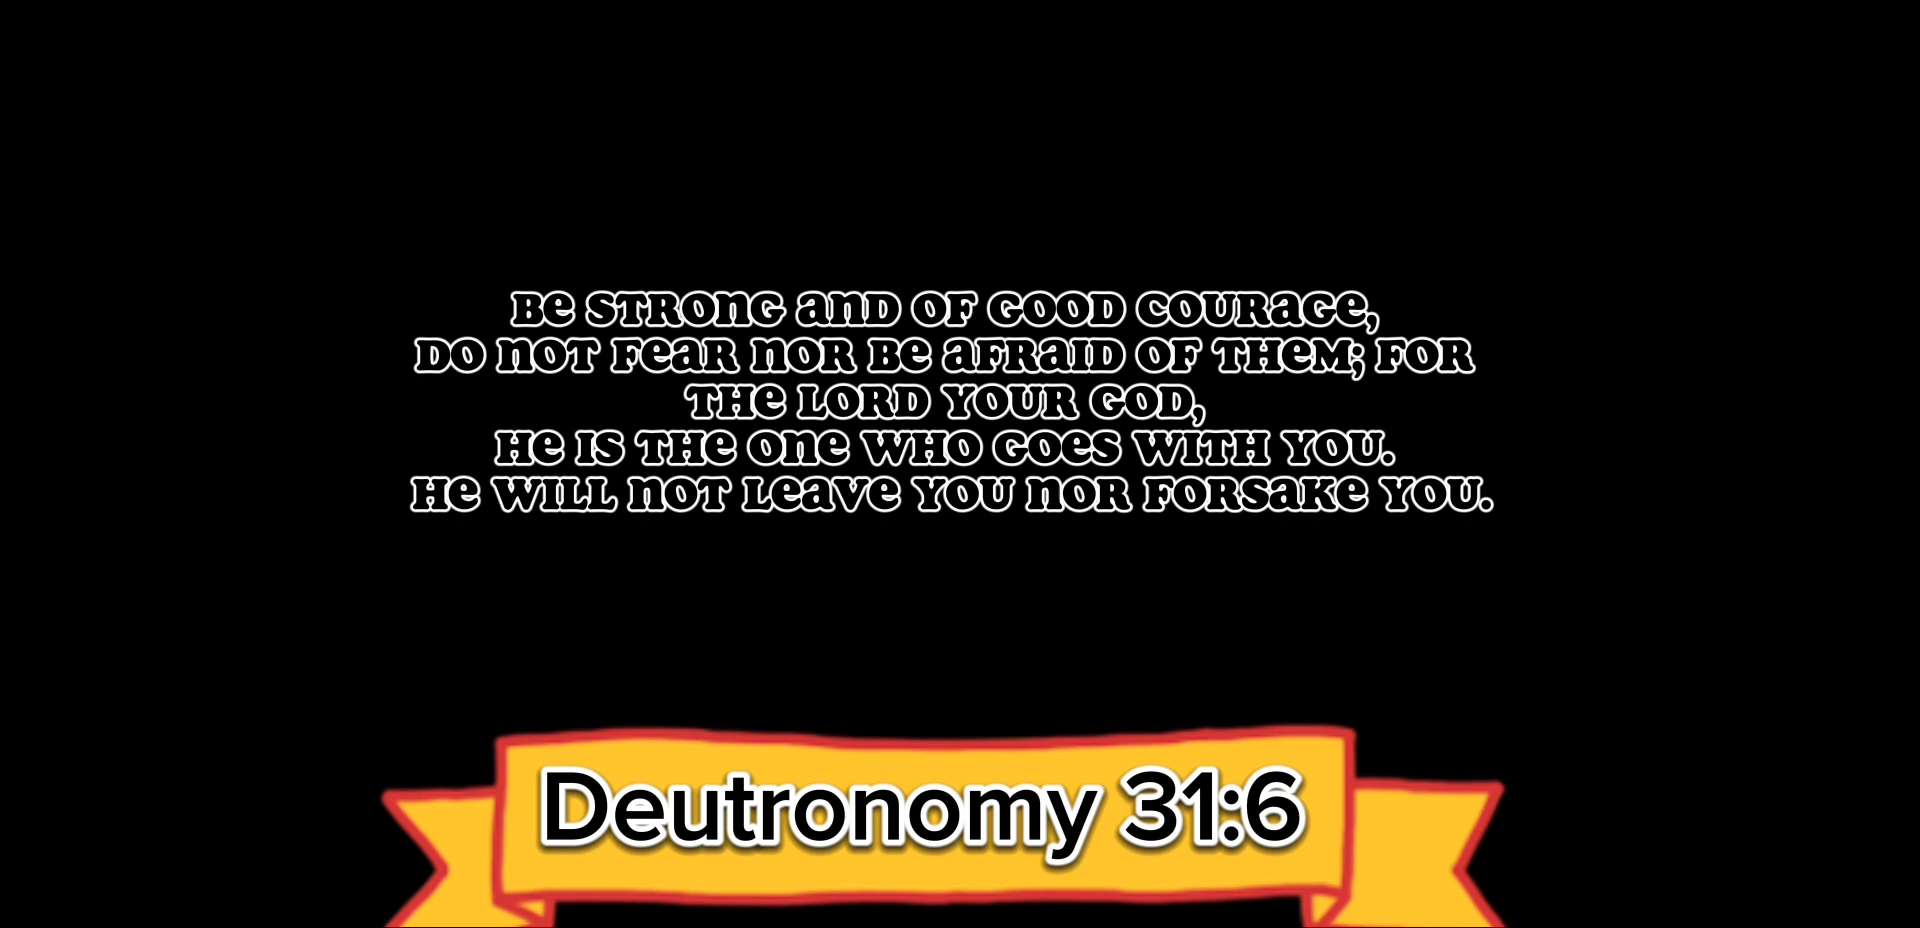 Be STRONG and OF GOOD COURAGE,
DO NOT FEAR NOR BE AFRAID OF THEM; FOR
THE LORD YOUR GOD,
HE IS THE ONE WHO GOES WITH YOU.
HE WILL NOT LEAVE YOU NOR FORSAKE YOU.
Deutronomy 31:6